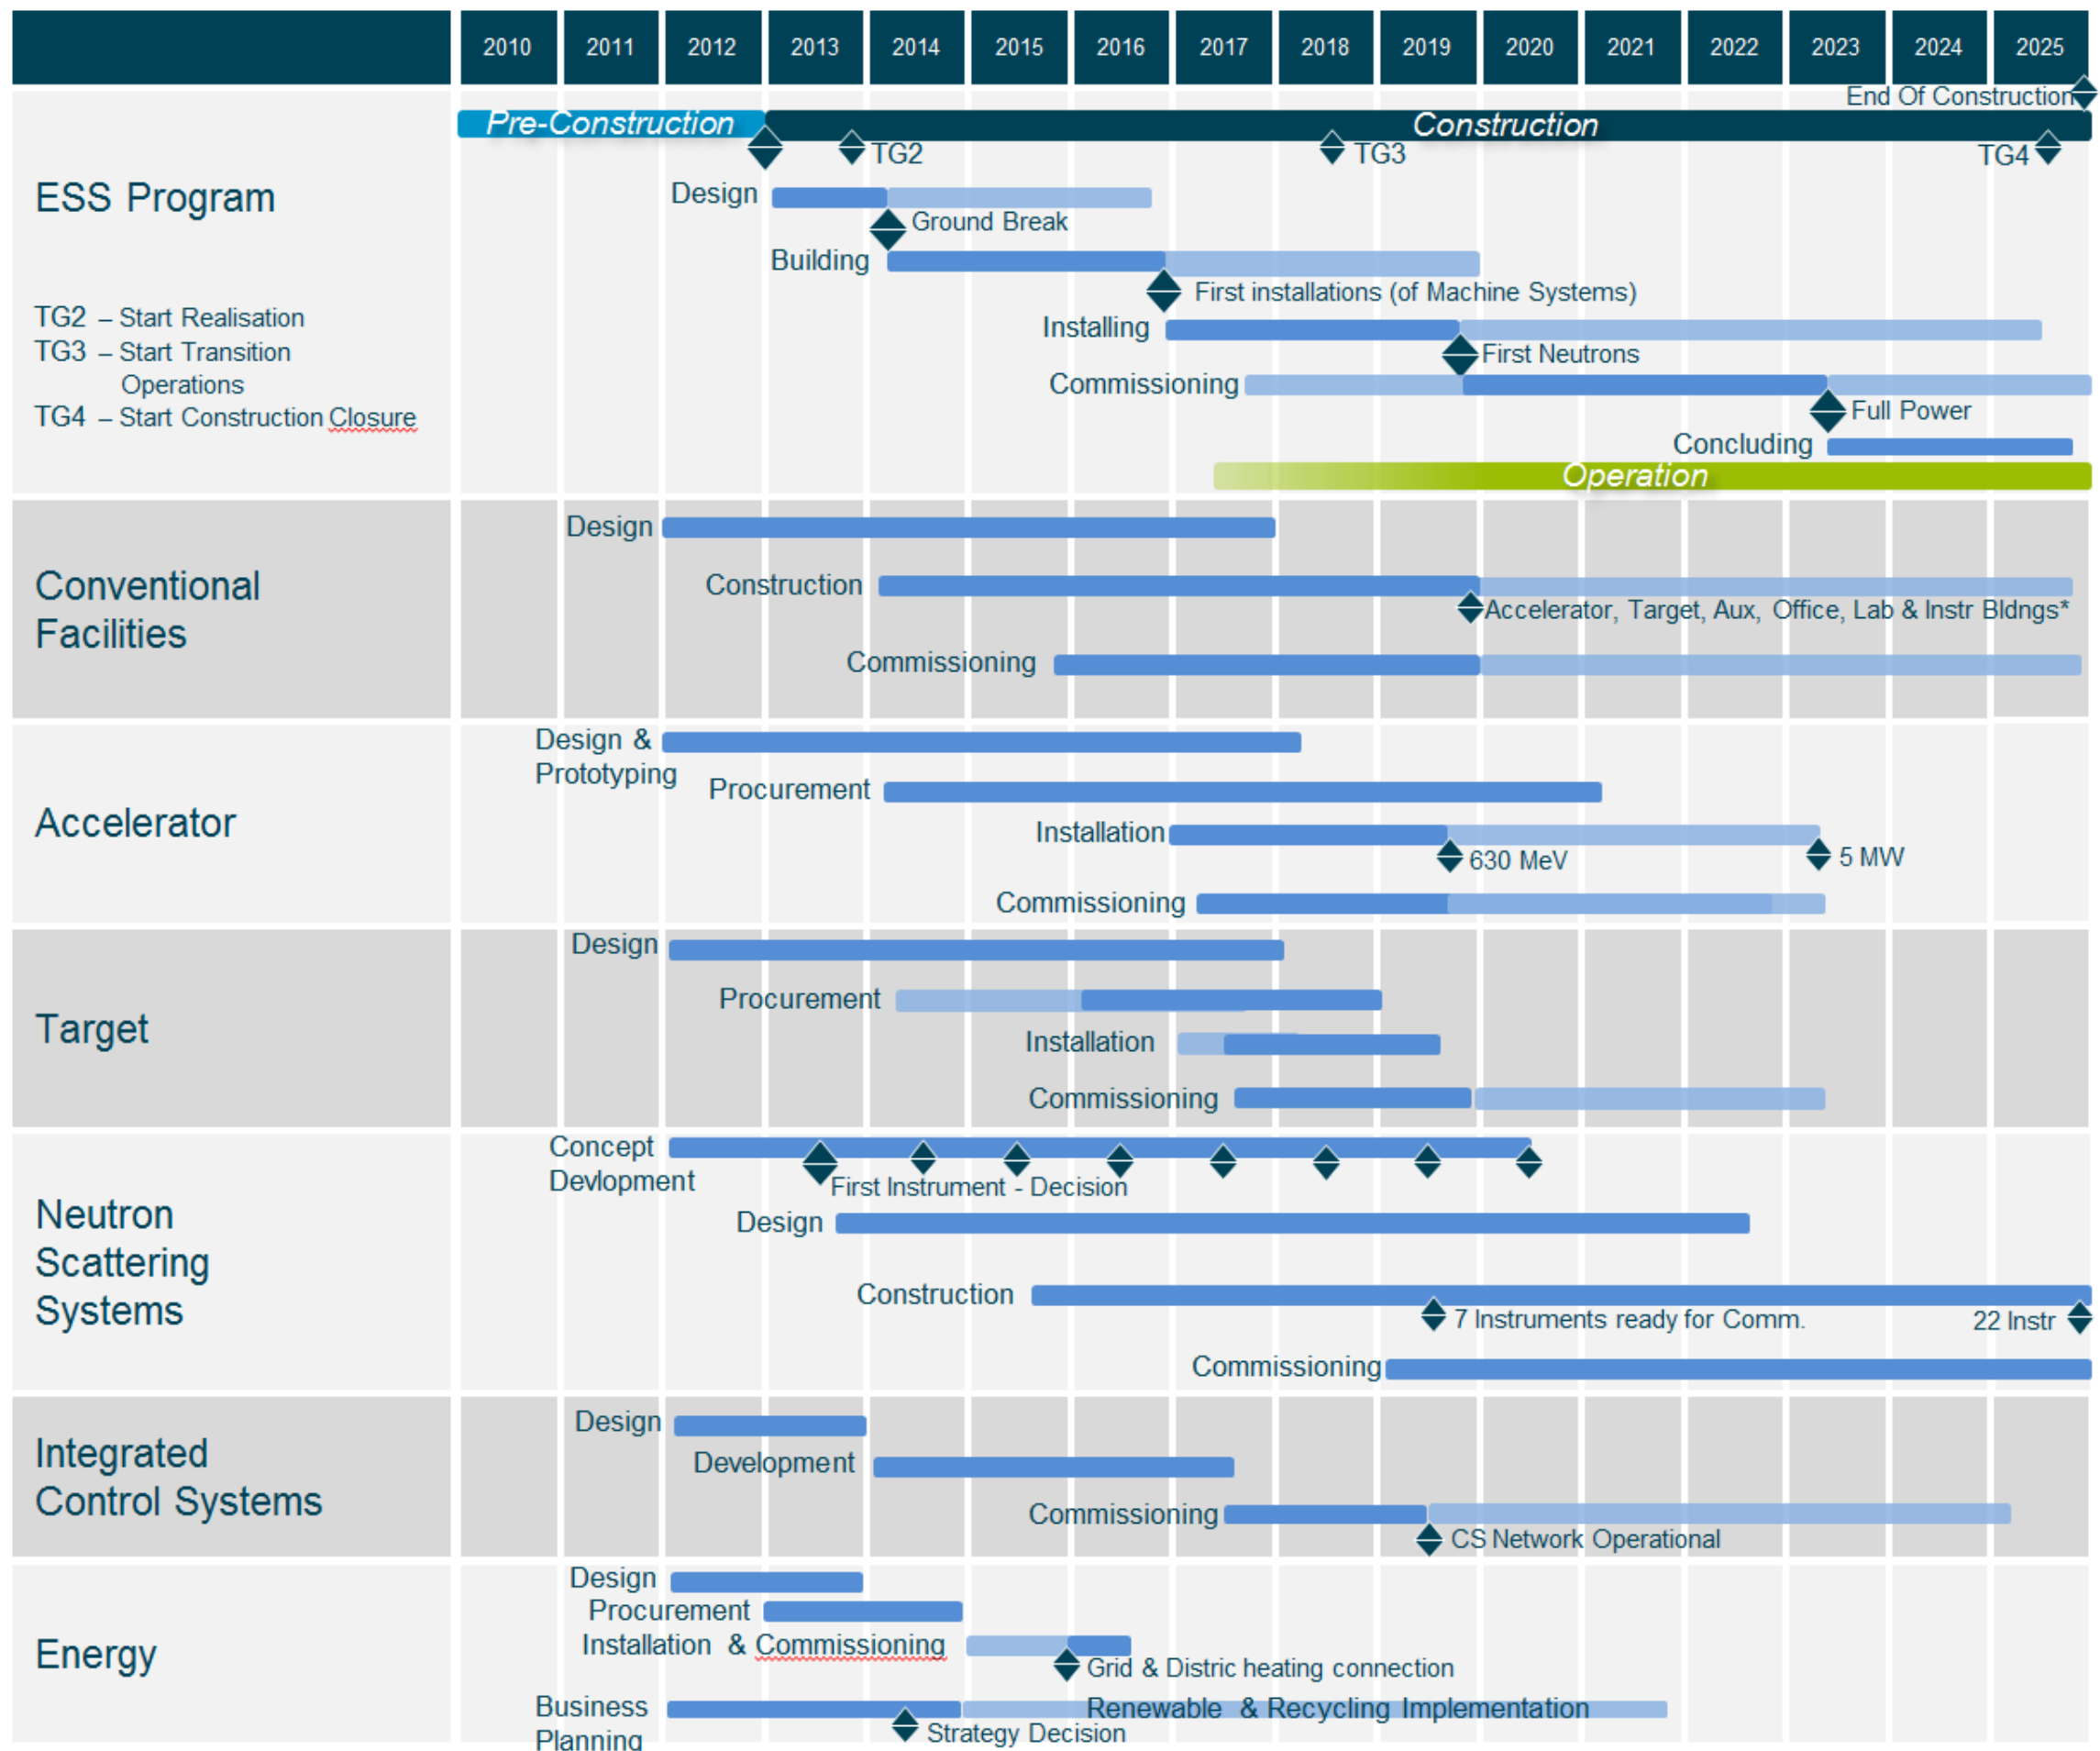 2010 2011 2012 2013 2014 2015 2016 2017 2018 2019 2020 2021 2022 2023 2024 2025
End Of Construction
Pre-Construction Construction
TG2 TG3 TG4
ESS Program
Design
Ground Break
Building
First installations (of Machine Systems)
TG2 – Start Realisation
Installing
TG3 – Start Transition
First Neutrons
Operations
Commissioning
TG4 – Start Construction Closure
Full Power
Concluding
Operation
Conventional
Facilities
Design
Construction
Accelerator, Target, Aux, Office, Lab & Instr Bldngs*
Commissioning
Accelerator
Design &
Prototyping
Procurement
Installation
630 MeV 5 MW
Commissioning
Target
Design
Procurement
Installation
Commissioning
Neutron
Scattering
Systems
Concept
Devlopment
First Instrument - Decision
Design
Construction
7 Instruments ready for Comm. 22 Instr
Commissioning
Integrated
Control Systems
Design
Development
Commissioning
CS Network Operational
Energy
Design
Procurement
Installation & Commissioning
Grid & Distric heating connection
Business
Planning
Renewable & Recycling Implementation
Strategy Decision